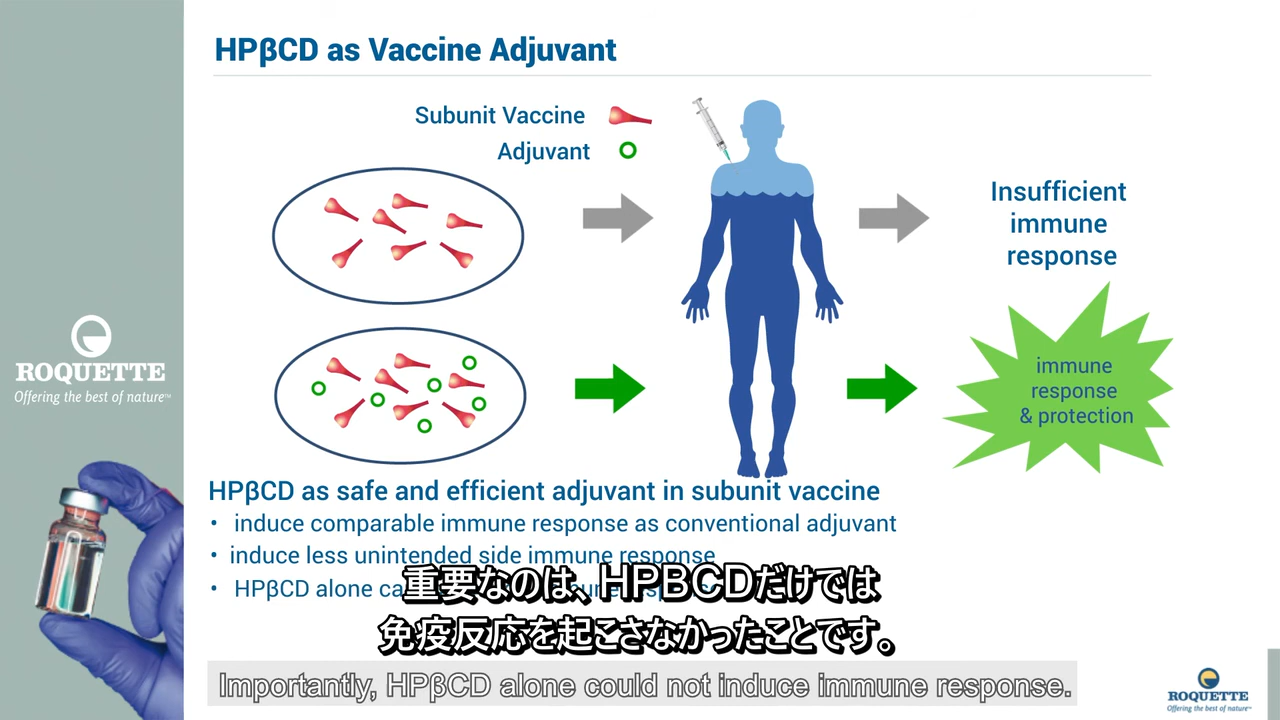 HPβCD as Vaccine Adjuvant
Subunit Vaccine
Adjuvant
Insufficient
immune
response
immune
response
& protection
ROQUETTE
Offering the best of nature™
HPβCD as safe and efficient adjuvant in subunit vaccine
• induce comparable immune response as conventional adjuvant
• induce less unintended side immune response
• HPβCD alone
重要なのは、HPBCDだけでは
免疫反応を起こさなかったことです。
Importantly, HPβCD alone could not induce immune response.
ROQUETTE
Offering the best of nature™